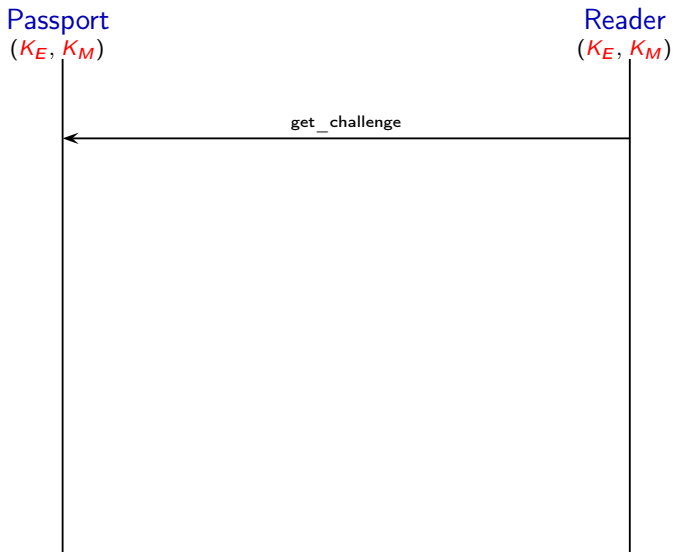 Passport
Reader
(K_E, K_M)
(K_E, K_M)
get_challenge